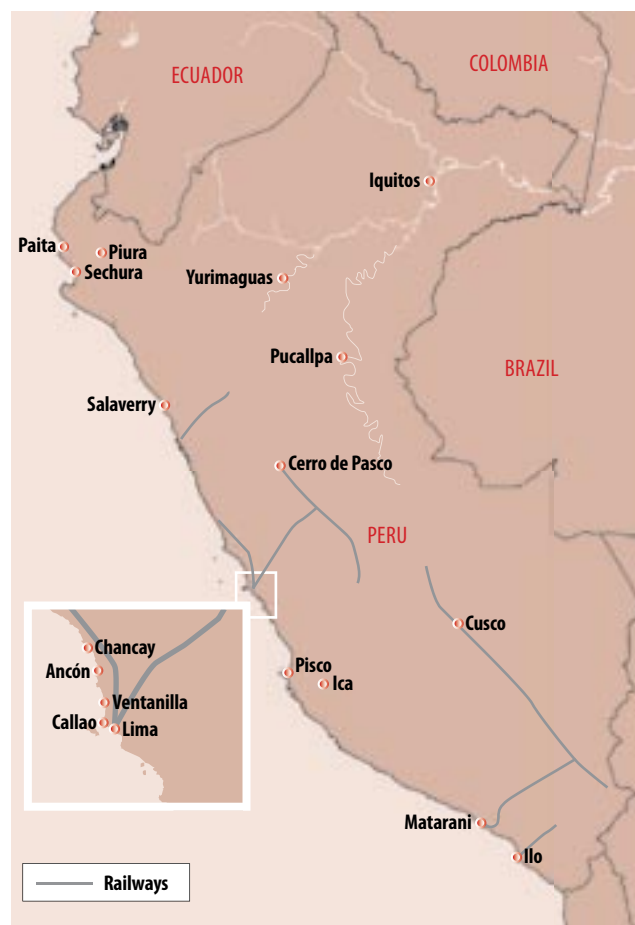 COLOMBIA
ECUADOR
Iquitos
Paita
Piura
Sechura
Yurimaguas
Pucallpa
BRAZIL
Salaverry
Cerro de Pasco
PERU
Cusco
Chancay
Ancón
Pisco
Ica
Ventanilla
Callao
Lima
Matarani
Ilo
Railways